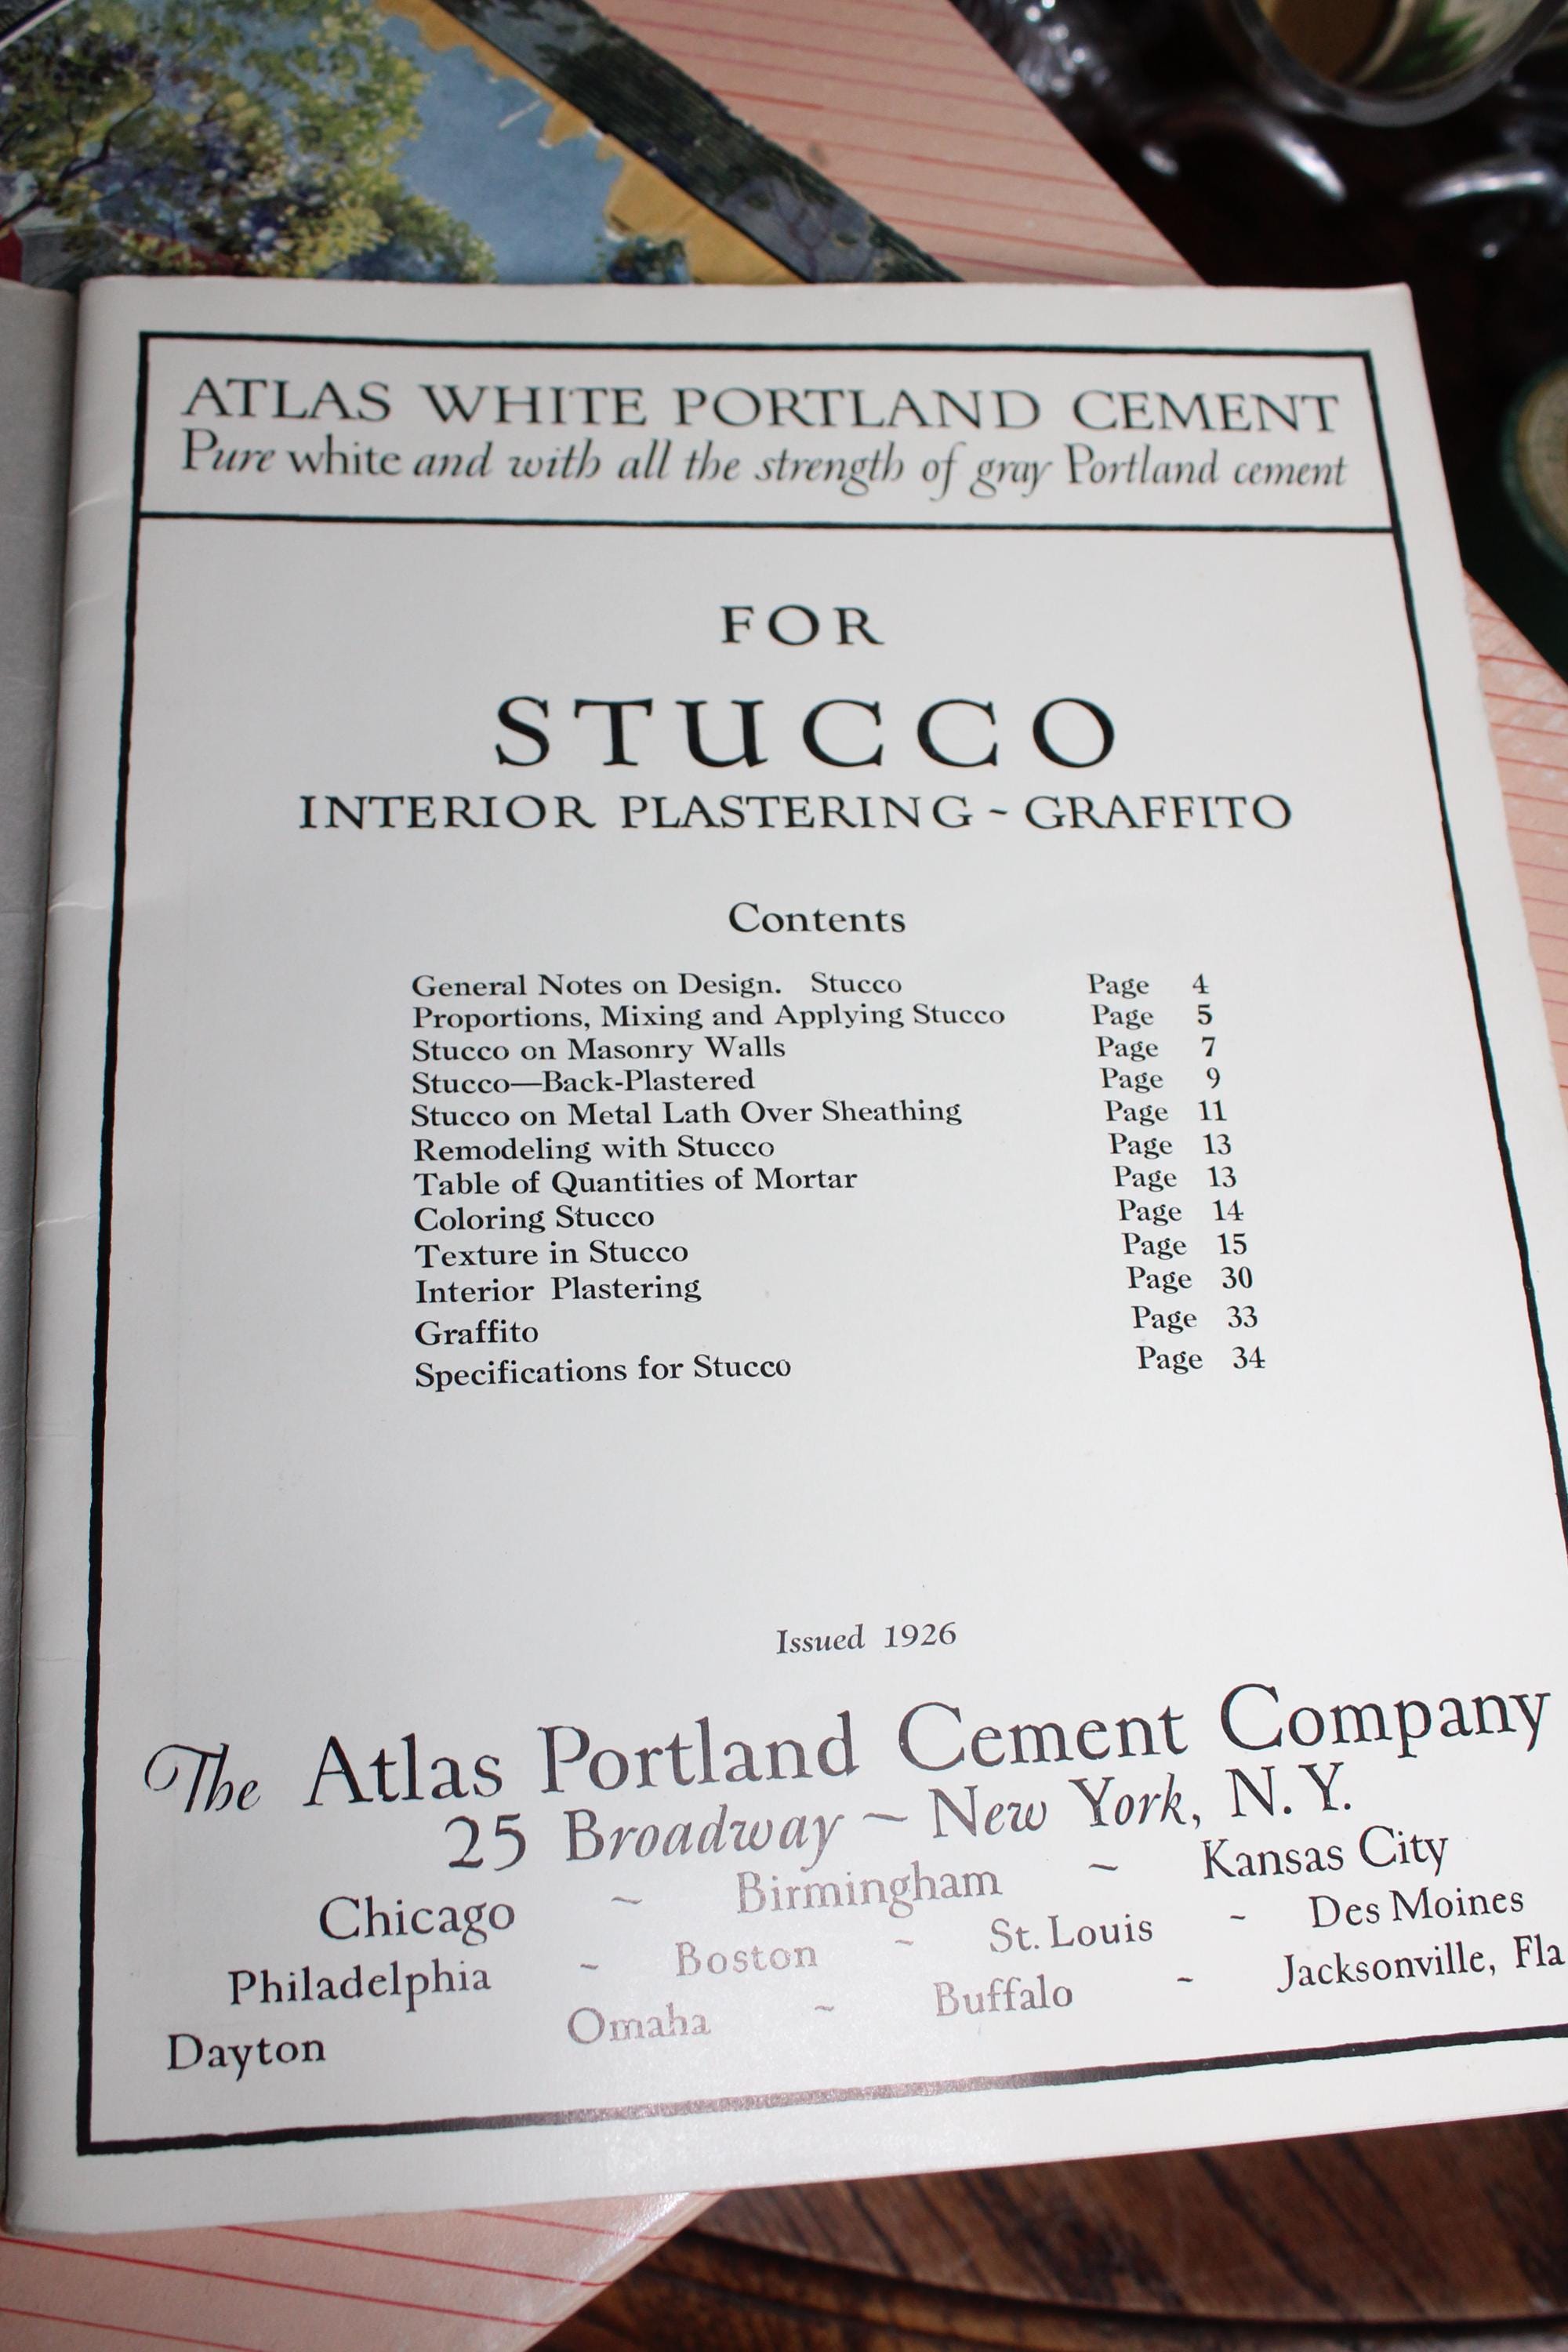 ATLAS WHITE PORTLAND CEMENT
Pure white and with all the strength of gray Portland cement
FOR
STUCCO
INTERIOR PLASTERING ~ GRAFFITO
Contents
General Notes on Design. Stucco Page 4
Proportions, Mixing and Applying Stucco Page 5
Stucco on Masonry Walls Page 7
Stucco—Back-Plastered Page 9
Stucco on Metal Lath Over Sheathing Page 11
Remodeling with Stucco Page 13
Table of Quantities of Mortar Page 13
Coloring Stucco Page 14
Texture in Stucco Page 15
Interior Plastering Page 30
Graffito Page 33
Specifications for Stucco Page 34
Issued 1926
The Atlas Portland Cement Company
25 Broadway ~ New York, N.Y.
Chicago ~ Birmingham ~ Kansas City
Philadelphia ~ Boston ~ St. Louis ~ Des Moines
Dayton Omaha ~ Buffalo ~ Jacksonville, Fla